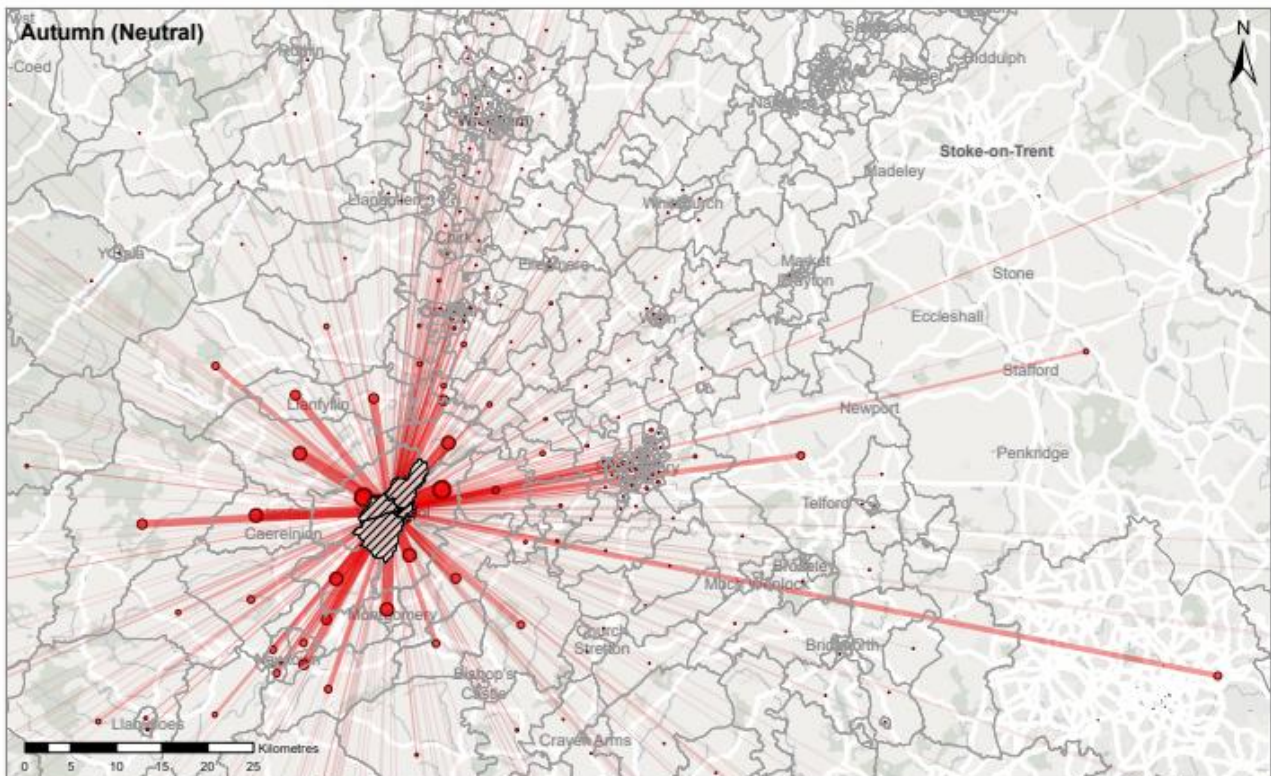 Autumn (Neutral)
N
-Coed
Biddulph
Stoke-on-Trent
Madeley
Llangollen
Whitchurch
Chirk
Ellesmere
Market
Drayton
Stone
Eccleshall
Wem
Stafford
Llanfyllin
Newport
Penkridge
Telford
Caereinion
Broseley
Much Wenlock
Montgomery
Church
Stretton
Bridgnorth
Bishop's
Castle
Llanidloes
Craven Arms
Kilometres
0 5 10 15 20 25